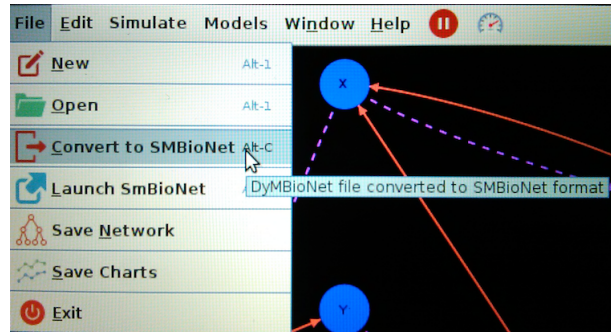 File Edit Simulate Models Window Help
New Alt-1
Open Alt-1
Convert to SMBioNet Alt-C
Launch SmBioNet
DyMBioNet file converted to SMBioNet format
Save Network
Save Charts
Exit
X
Y